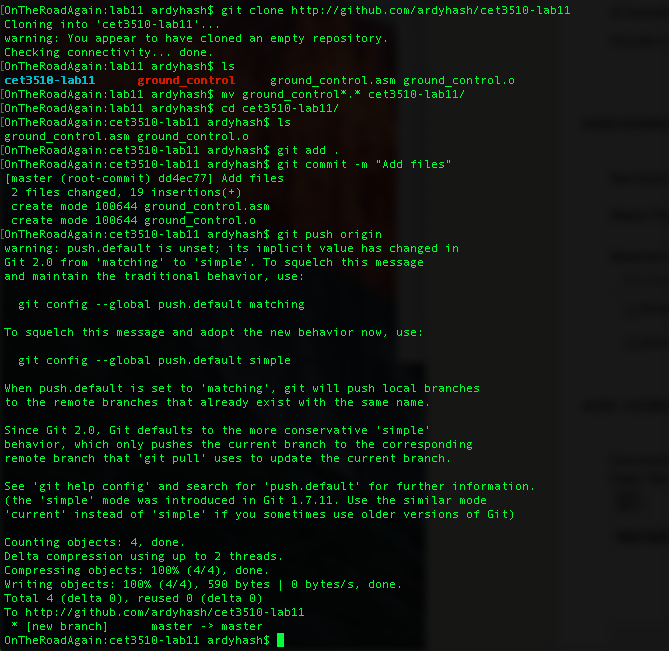 [OnTheRoadAgain:lab11 ardyhash$ git clone http://github.com/ardyhash/cet3510-lab11
Cloning into 'cet3510-lab11'...
warning: You appear to have cloned an empty repository.
Checking connectivity... done.
[OnTheRoadAgain:lab11 ardyhash$ ls
cet3510-lab11 ground_control ground_control.asm ground_control.o
[OnTheRoadAgain:lab11 ardyhash$ mv ground_control*.* cet3510-lab11/
[OnTheRoadAgain:lab11 ardyhash$ cd cet3510-lab11/
[OnTheRoadAgain:cet3510-lab11 ardyhash$ ls
ground_control.asm ground_control.o
[OnTheRoadAgain:cet3510-lab11 ardyhash$ git add .
[OnTheRoadAgain:cet3510-lab11 ardyhash$ git commit -m "Add files"
[master (root-commit) dd4ec77] Add files
2 files changed, 19 insertions(+)
create mode 100644 ground_control.asm
create mode 100644 ground_control.o
[OnTheRoadAgain:cet3510-lab11 ardyhash$ git push origin
warning: push.default is unset; its implicit value has changed in
Git 2.0 from 'matching' to 'simple'. To squelch this message
and maintain the traditional behavior, use:
git config --global push.default matching
To squelch this message and adopt the new behavior now, use:
git config --global push.default simple
When push.default is set to 'matching', git will push local branches
to the remote branches that already exist with the same name.
Since Git 2.0, Git defaults to the more conservative 'simple'
behavior, which only pushes the current branch to the corresponding
remote branch that 'git pull' uses to update the current branch.
See 'git help config' and search for 'push.default' for further information.
(the 'simple' mode was introduced in Git 1.7.11. Use the similar mode
'current' instead of 'simple' if you sometimes use older versions of Git)
Counting objects: 4, done.
Delta compression using up to 2 threads.
Compressing objects: 100% (4/4), done.
Writing objects: 100% (4/4), 590 bytes | 0 bytes/s, done.
Total 4 (delta 0), reused 0 (delta 0)
To http://github.com/ardyhash/cet3510-lab11
* [new branch] master -> master
OnTheRoadAgain:cet3510-lab11 ardyhash$